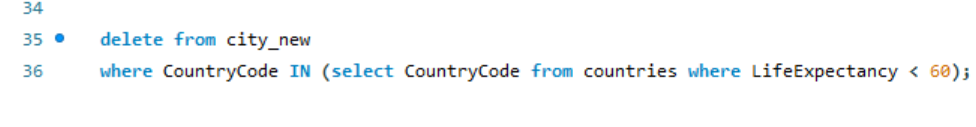 34
35 delete from city_new
36 where CountryCode IN (select CountryCode from countries where LifeExpectancy < 60);